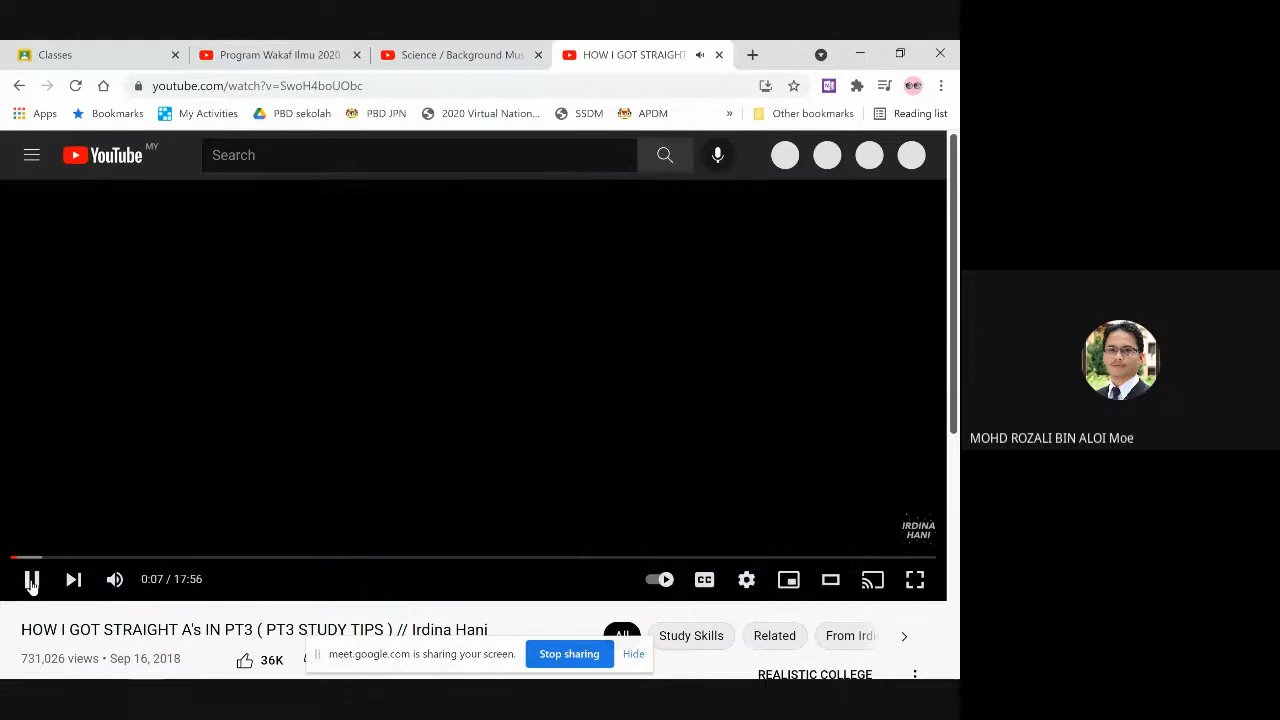 Classes
Program Wakaf Ilmu 2020
Science / Background Mus
HOW I GOT STRAIGHT
youtube.com/watch?v=SwoH4boUObc
Apps
Bookmarks
My Activities
PBD sekolah
PBD JPN
2020 Virtual Nation...
SSDM
APDM
»
Other bookmarks
Reading list
YouTube MY
Search
IRDINA
HANI
0:07 / 17:56
CC
HOW I GOT STRAIGHT A's IN PT3 ( PT3 STUDY TIPS ) // Irdina Hani
731,026 views • Sep 16, 2018
36K
meet.google.com is sharing your screen.
Stop sharing
Hide
All
Study Skills
Related
From Irdi
REALISTIC COLLEGE
MOHD ROZALI BIN ALOI Moe